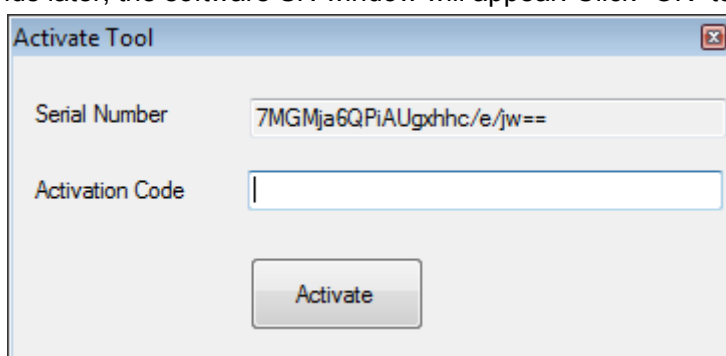 Activate Tool
Serial Number 7MGMja6QPiAUgxhhc/e/jw==
Activation Code
Activate